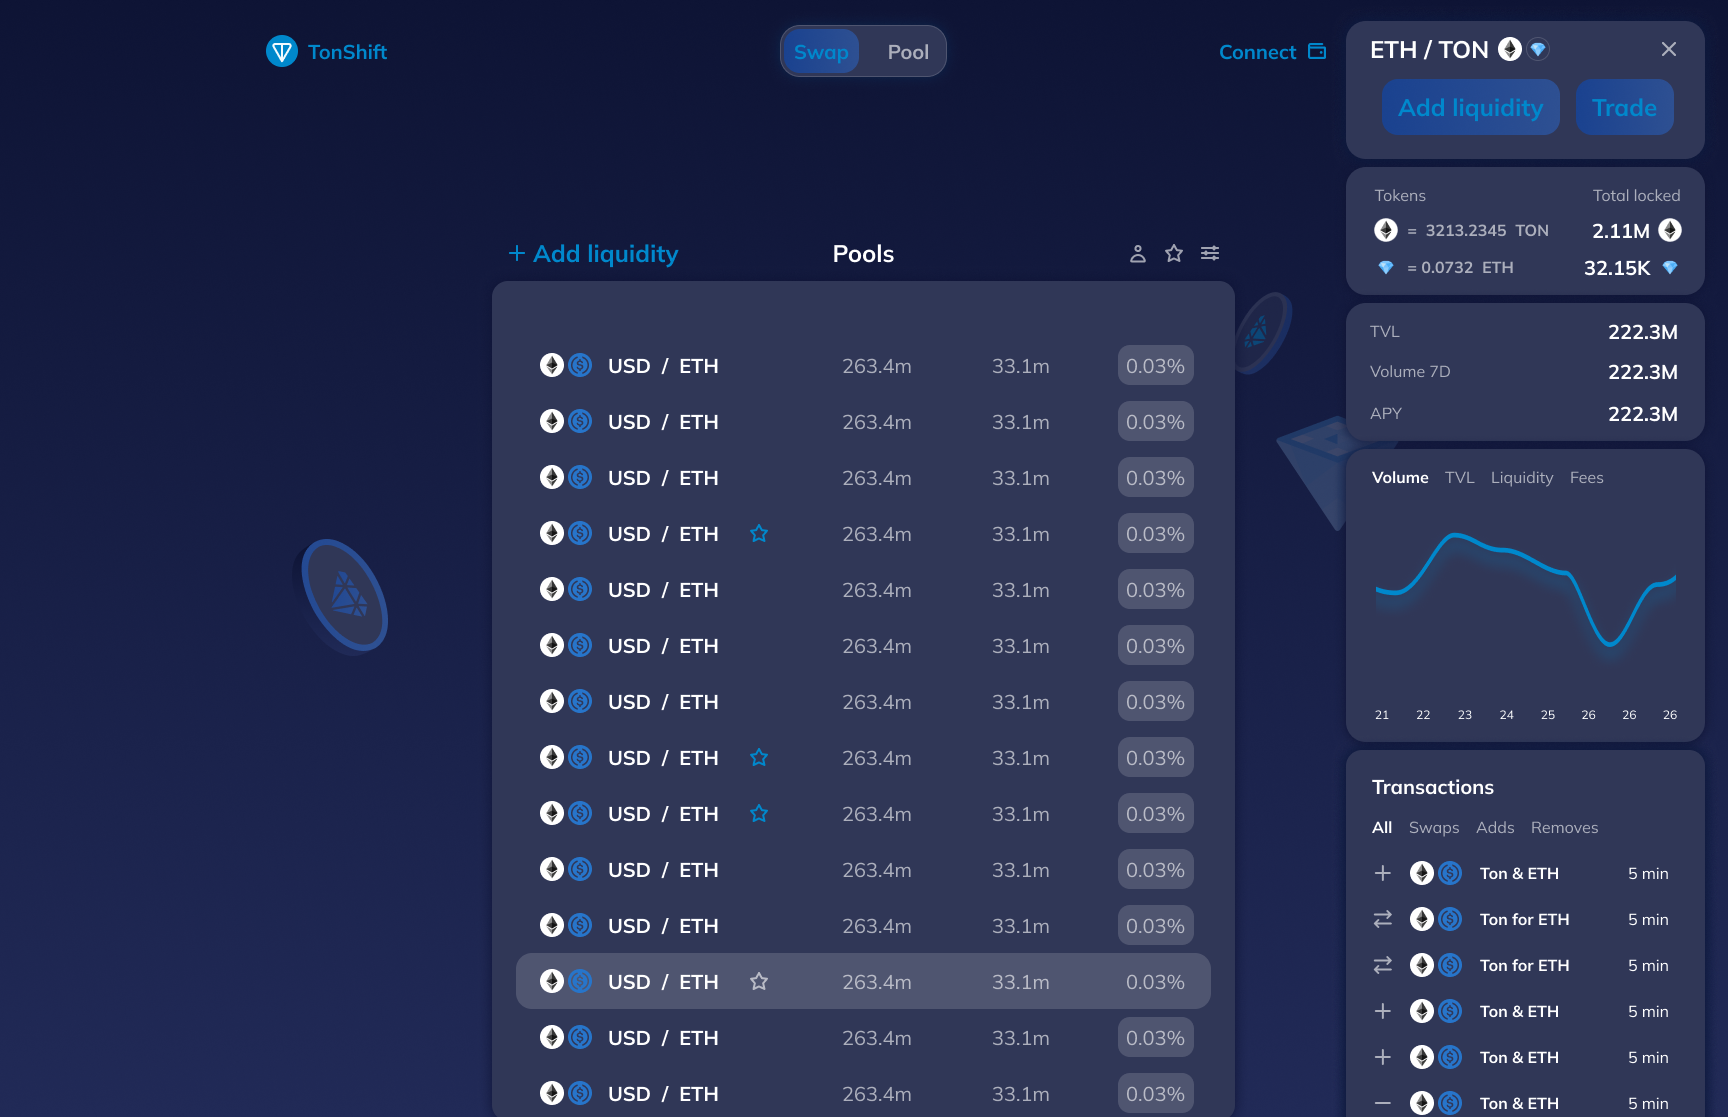 TonShift
Swap Pool
Connect
+ Add liquidity Pools
USD / ETH 263.4m 33.1m 0.03%
USD / ETH 263.4m 33.1m 0.03%
USD / ETH 263.4m 33.1m 0.03%
USD / ETH 263.4m 33.1m 0.03%
USD / ETH 263.4m 33.1m 0.03%
USD / ETH 263.4m 33.1m 0.03%
USD / ETH 263.4m 33.1m 0.03%
USD / ETH 263.4m 33.1m 0.03%
USD / ETH 263.4m 33.1m 0.03%
USD / ETH 263.4m 33.1m 0.03%
USD / ETH 263.4m 33.1m 0.03%
USD / ETH 263.4m 33.1m 0.03%
USD / ETH 263.4m 33.1m 0.03%
USD / ETH 263.4m 33.1m 0.03%
ETH / TON
Add liquidity Trade
Tokens Total locked
= 3213.2345 TON 2.11M
= 0.0732 ETH 32.15K
TVL 222.3M
Volume 7D 222.3M
APY 222.3M
Volume TVL Liquidity Fees
21 22 23 24 25 26 26 26
Transactions
All Swaps Adds Removes
Ton & ETH 5 min
Ton for ETH 5 min
Ton for ETH 5 min
Ton & ETH 5 min
Ton & ETH 5 min
Ton & ETH 5 min